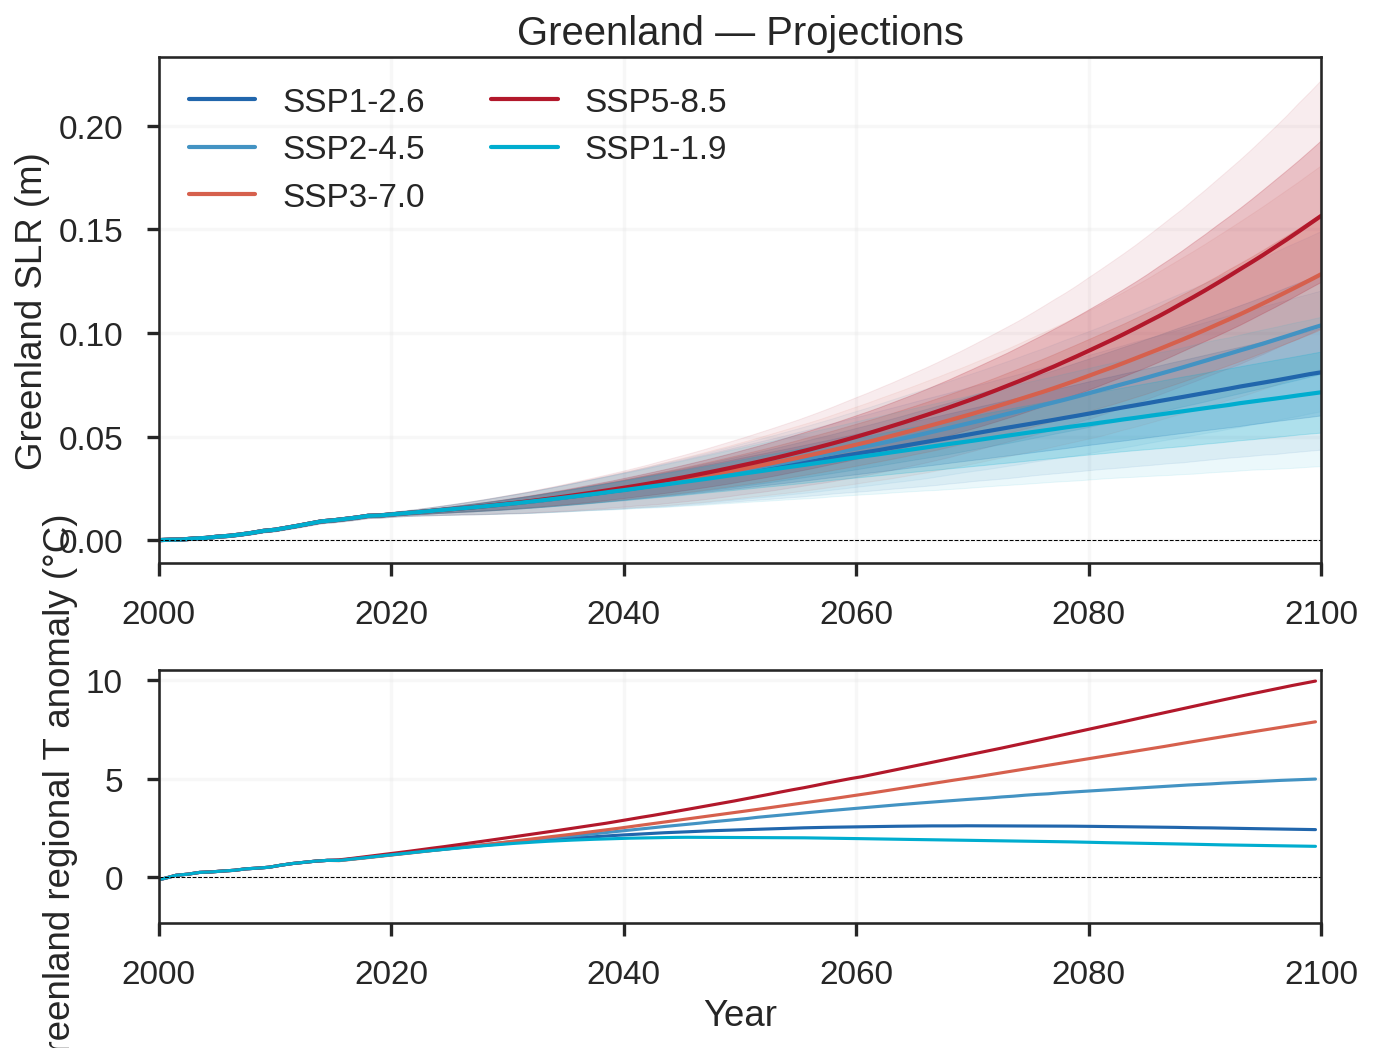 Greenland — Projections
SSP1-2.6
SSP2-4.5
SSP3-7.0
SSP5-8.5
SSP1-1.9
Greenland SLR (m)
0.20
0.15
0.10
0.05
0.00
2000 2020 2040 2060 2080 2100
reenland regional T anomaly (°C)
10
5
0
2000 2020 2040 2060 2080 2100
Year